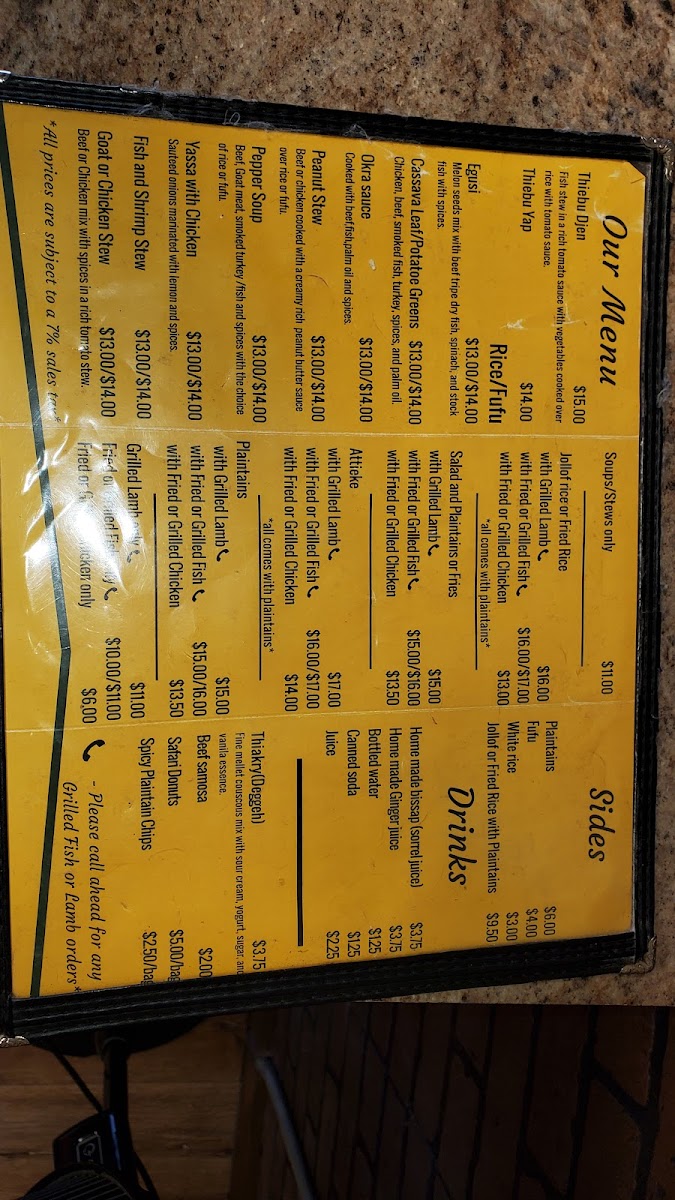 Our Menu
Thiebu Djen $15.00
Fish stew in a rich tomato sauce with vegetables cooked over
rice with tomato sauce.
Thiebu Yap $14.00
Rice/Fufu
Egusi $13.00/$14.00
Melon seeds mix with beef tripe dry fish, spinach, and stock
fish with spices.
Cassava Leaf/Potatoe Greens $13.00/$14.00
Chicken, beef, smoked fish, turkey, spices, and palm oil.
Okra sauce $13.00/$14.00
Cooked with beef,fish,palm oil and spices.
Peanut Stew $13.00/$14.00
Beef or chicken cooked with a creamy rich peanut butter sauce
over rice or fufu.
Pepper Soup $13.00/$14.00
Beef, Goat meat, smoked turkey /fish and spices with the choice
of rice or fufu.
Yassa with Chicken $13.00/$14.00
Sauteed onions marinated with lemon and spices.
Fish and Shrimp Stew $13.00/$14.00
Goat or Chicken Stew $13.00/$14.00
Beef or Chicken mix with spices in a rich tomato stew.
*All prices are subject to a 7% sales tax
Soups/Stews only $11.00
Jollof rice or Fried Rice
with Grilled Lamb $16.00
with Fried or Grilled Fish $16.00/$17.00
with Fried or Grilled Chicken $13.00
*all comes with plaintains*
Salad and Plaintains or Fries
with Grilled Lamb $15.00
with Fried or Grilled Fish $15.00/$16.00
with Fried or Grilled Chicken $13.50
Attieke
with Grilled Lamb $17.00
with Fried or Grilled Fish $16.00/$17.00
with Fried or Grilled Chicken $14.00
*all comes with plaintains*
Plaintains
with Grilled Lamb $15.00
with Fried or Grilled Fish $15.00/16.00
with Fried or Grilled Chicken $13.50
Grilled Lamb only $11.00
Fried or Grilled Fish only $10.00/$11.00
Fried or only $6.00
Sides
Plaintains $6.00
Fufu $4.00
White rice $3.00
Jollof or Fried Rice with Plaintains $9.50
Drinks
Home made bissap (sorrel juice) $3.75
Home made Ginger juice $3.75
Bottled water $1.25
Canned soda $1.25
Juice $2.25
Thiakry(Deggeh) $3.75
Fine mellet couscous mix with sour cream, yogurt, sugar, and
vanila essence.
Beef samosa $2.00
Safari Donuts $5.00/bag
Spicy Plaintain Chips $2.50/bag
- Please call ahead for any
Grilled Fish or Lamb orders*